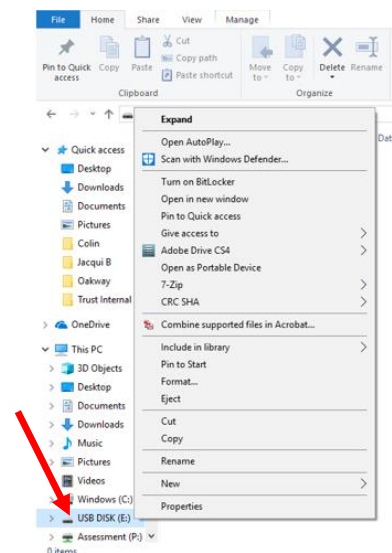 File Home Share View Manage
Pin to Quick access
Copy
Paste
Cut
Copy path
Paste shortcut
Move to
Copy to
Delete
Rename
Clipboard
Organize
Expand
Open AutoPlay...
Scan with Windows Defender...
Turn on BitLocker
Open in new window
Pin to Quick access
Give access to
Adobe Drive CS4
Open as Portable Device
7-Zip
CRC SHA
Combine supported files in Acrobat...
Include in library
Pin to Start
Format...
Eject
Cut
Copy
Rename
New
Properties
Dat
Quick access
Desktop
Downloads
Documents
Pictures
Colin
Jacqui B
Oakway
Trust Internal
OneDrive
This PC
3D Objects
Desktop
Documents
Downloads
Music
Pictures
Videos
Windows (C:)
USB DISK (E:)
Assessment (P:)
0 items